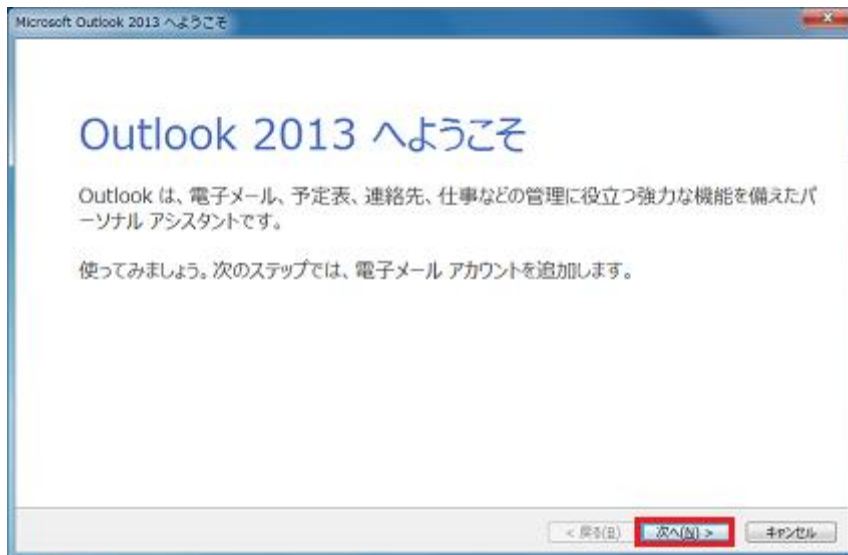 Microsoft Outlook 2013 へようこそ
Outlook 2013 へようこそ
Outlook は、電子メール、予定表、連絡先、仕事などの管理に役立つ強力な機能を備えたパ
ーソナル アシスタントです。
使ってみましょう。次のステップでは、電子メール アカウントを追加します。
< 戻る(B) 次へ(N) > キャンセル